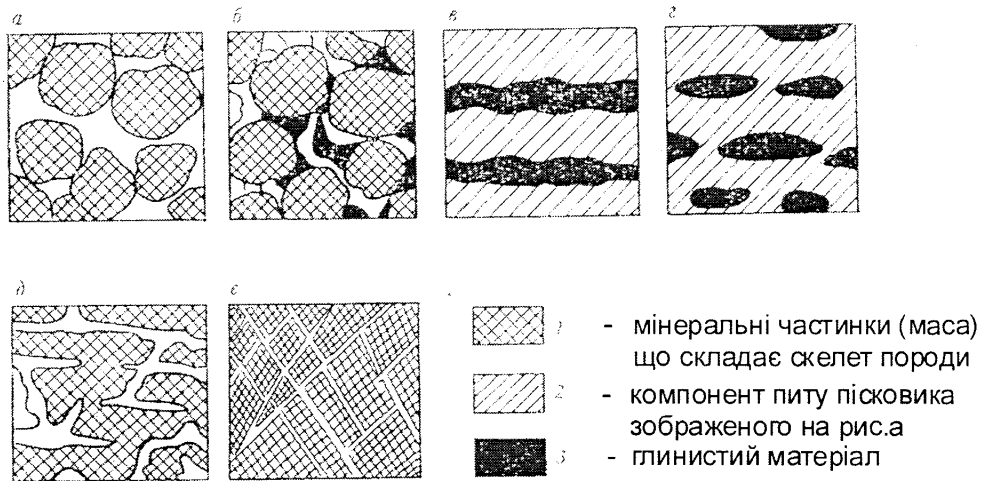 а б в г
д є
1 - мінеральні частинки (маса)
що складає скелет породи
2 - компонент питу пісковика
зображеного на рис.а
3 - глинистий матеріал